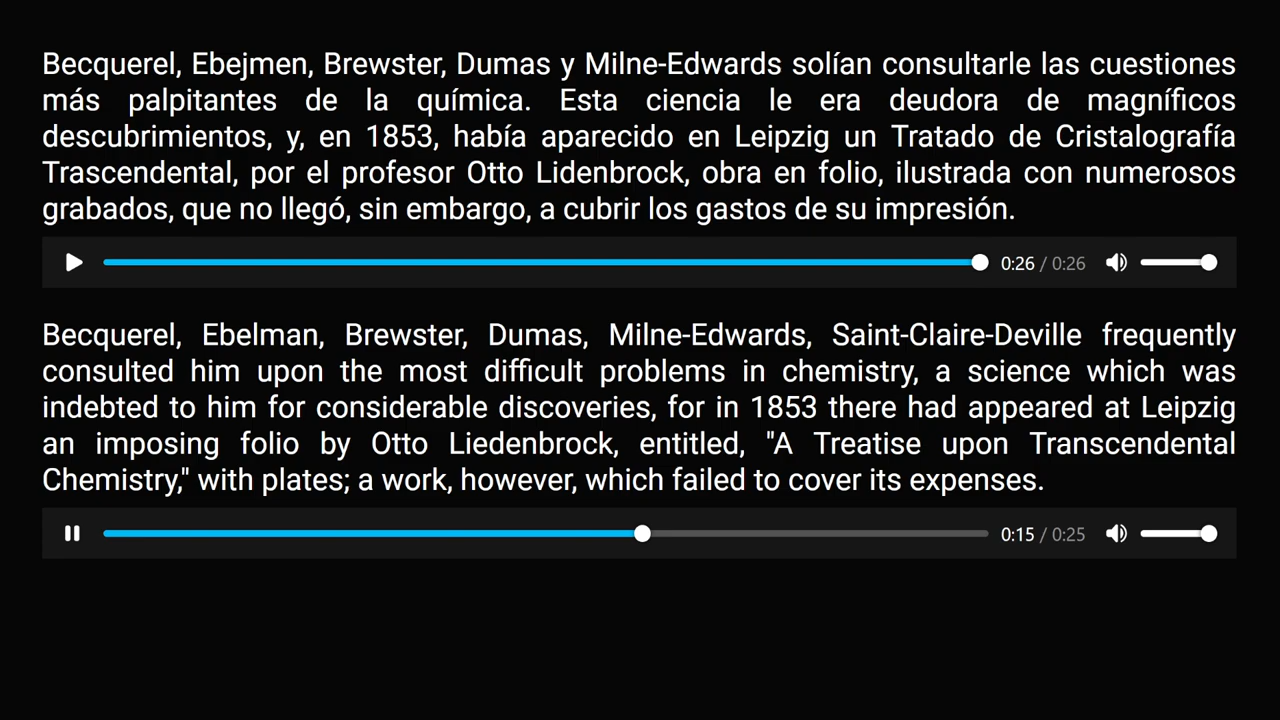 Becquerel, Ebejmen, Brewster, Dumas y Milne-Edwards solían consultarle las cuestiones
más palpitantes de la química. Esta ciencia le era deudora de magníficos
descubrimientos, y, en 1853, había aparecido en Leipzig un Tratado de Cristalografía
Trascendental, por el profesor Otto Lidenbrock, obra en folio, ilustrada con numerosos
grabados, que no llegó, sin embargo, a cubrir los gastos de su impresión.
0:26 / 0:26
Becquerel, Ebelman, Brewster, Dumas, Milne-Edwards, Saint-Claire-Deville frequently
consulted him upon the most difficult problems in chemistry, a science which was
indebted to him for considerable discoveries, for in 1853 there had appeared at Leipzig
an imposing folio by Otto Liedenbrock, entitled, "A Treatise upon Transcendental
Chemistry," with plates; a work, however, which failed to cover its expenses.
0:15 / 0:25